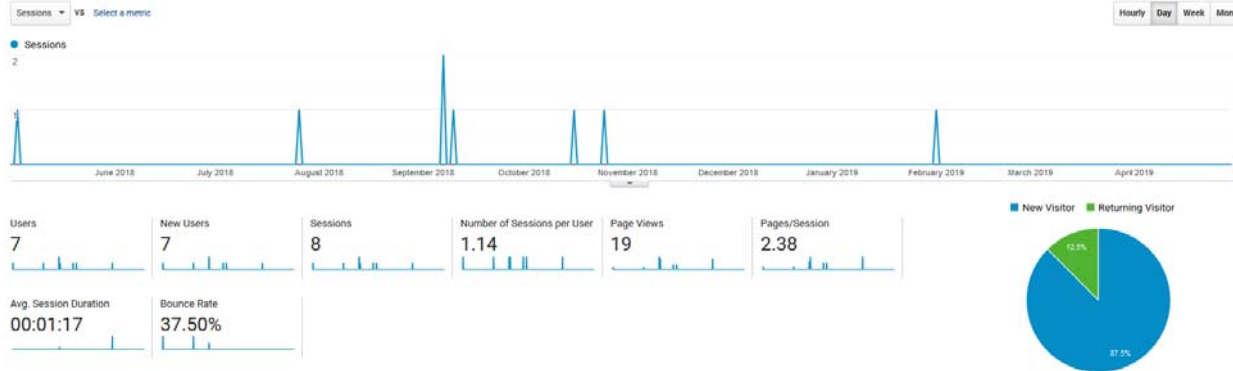 Sessions VS Select a metric
Hourly Day Week Mon
Sessions
2
1
June 2018 July 2018 August 2018 September 2018 October 2018 November 2018 December 2018 January 2019 February 2019 March 2019 April 2019
New Visitor Returning Visitor
Users New Users Sessions Number of Sessions per User Page Views Pages/Session
7 7 8 1.14 19 2.38
12.5%
Avg. Session Duration Bounce Rate
00:01:17 37.50%
87.5%